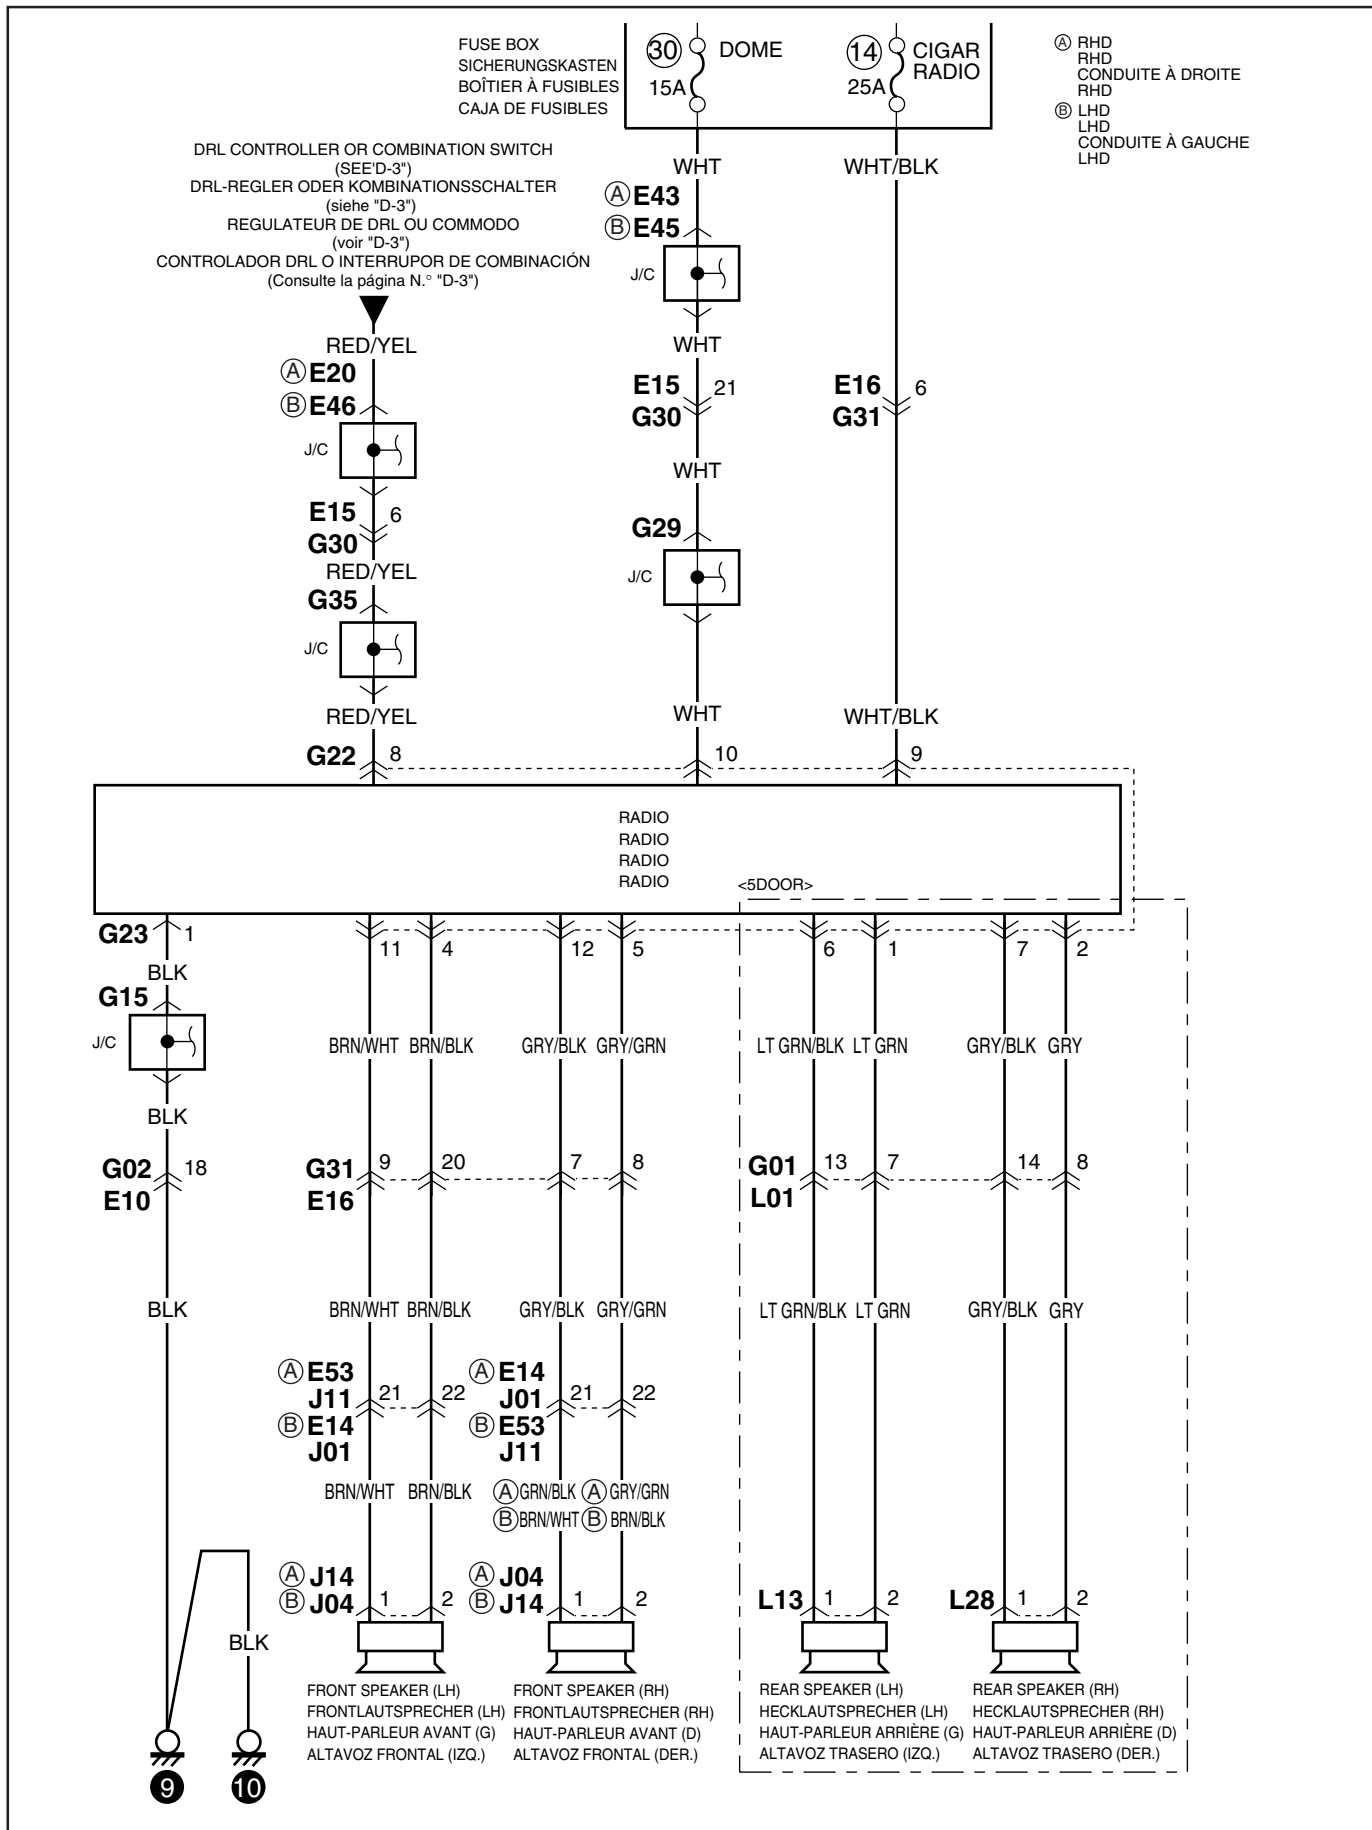 FUSE BOX
SICHERUNGSKASTEN
BOÎTIER À FUSIBLES
CAJA DE FUSIBLES
30 DOME
15A
14 CIGAR
RADIO
25A
Ⓐ RHD
RHD
CONDUITE À DROITE
RHD
Ⓑ LHD
LHD
CONDUITE À GAUCHE
LHD
DRL CONTROLLER OR COMBINATION SWITCH
(SEE'D-3")
DRL-REGLER ODER KOMBINATIONSSCHALTER
(siehe "D-3")
REGULATEUR DE DRL OU COMMODO
(voir "D-3")
CONTROLADOR DRL O INTERRUPOR DE COMBINACIÓN
(Consulte la página N.° "D-3")
WHT WHT/BLK
Ⓐ E43
Ⓑ E45
J/C
RED/YEL WHT
Ⓐ E20
Ⓑ E46
E15 21 E16 6
G30 G31
J/C
WHT
E15 6
G30
G29
RED/YEL
J/C
G35
J/C
RED/YEL WHT WHT/BLK
G22 8 10 9
RADIO
RADIO
RADIO
RADIO
<5DOOR>
G23 1 11 4 12 5 6 1 7 2
BLK
G15
J/C BRN/WHT BRN/BLK GRY/BLK GRY/GRN LT GRN/BLK LT GRN GRY/BLK GRY
BLK
G02 18 G31 9 20 7 8 G01 13 7 14 8
E10 E16 L01
BLK BRN/WHT BRN/BLK GRY/BLK GRY/GRN LT GRN/BLK LT GRN GRY/BLK GRY
Ⓐ E53 Ⓐ E14
J11 21 22 J01 21 22
Ⓑ E14 Ⓑ E53
J01 J11
BRN/WHT BRN/BLK Ⓐ GRN/BLK Ⓐ GRY/GRN
Ⓑ BRN/WHT Ⓑ BRN/BLK
Ⓐ J14 Ⓐ J04
Ⓑ J04 1 2 Ⓑ J14 1 2 L13 1 2 L28 1 2
BLK
FRONT SPEAKER (LH)
FRONTLAUTSPRECHER (LH)
HAUT-PARLEUR AVANT (G)
ALTAVOZ FRONTAL (IZQ.)
FRONT SPEAKER (RH)
FRONTLAUTSPRECHER (RH)
HAUT-PARLEUR AVANT (D)
ALTAVOZ FRONTAL (DER.)
REAR SPEAKER (LH)
HECKLAUTSPRECHER (LH)
HAUT-PARLEUR ARRIÈRE (G)
ALTAVOZ TRASERO (IZQ.)
REAR SPEAKER (RH)
HECKLAUTSPRECHER (RH)
HAUT-PARLEUR ARRIÈRE (D)
ALTAVOZ TRASERO (DER.)
9 10